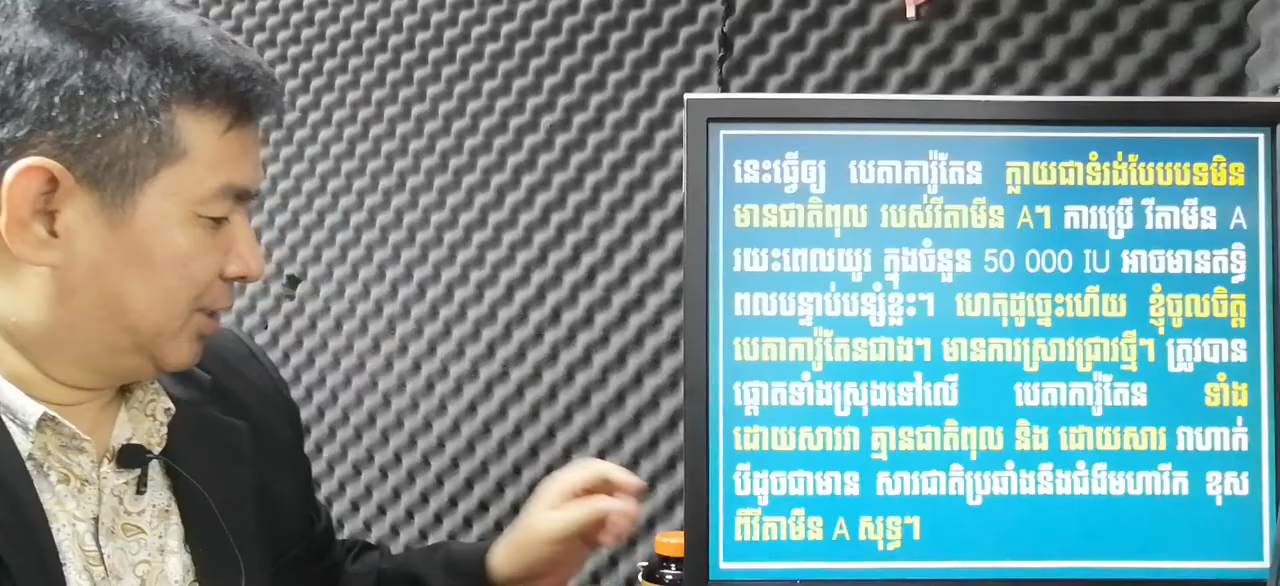 នេះធ្វើឲ្យ បេតាការ៉ូតែន ក្លាយជាទំរង់បែបបទមិន
មានជាតិពុល របស់វីតាមីន A។ ការប្រើ វីតាមីន A
រយះពេលយូរ ក្នុងចំនួន 50 000 IU អាចមានឥទ្ធិ
ពលបន្ទាប់បន្សំខ្លះ។ ហេតុដូច្នេះហើយ ខ្ញុំចូលចិត្ត
បេតាការ៉ូតែនជាង។ មានការស្រាវជ្រាវថ្មី។ ត្រូវបាន
ផ្តោតទាំងស្រុងទៅលើ បេតាការ៉ូតែន ទាំង
ដោយសារវា គ្មានជាតិពុល និង ដោយសារ វាហាក់
បីដូចជាមាន សារជាតិប្រឆាំងនឹងជំងឺមហារីក ខុស
ពីវីតាមីន A សុទ្ធ។